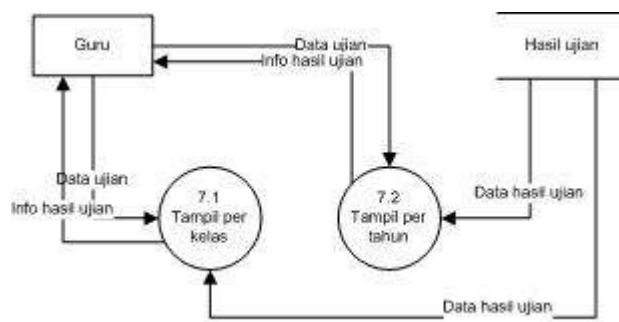 Guru
Data ujian
Info hasil ujian
Hasil ujian
Data ujian
Info hasil ujian
7.1
Tampil per
kelas
7.2
Tampil per
tahun
Data hasil ujian
Data hasil ujian